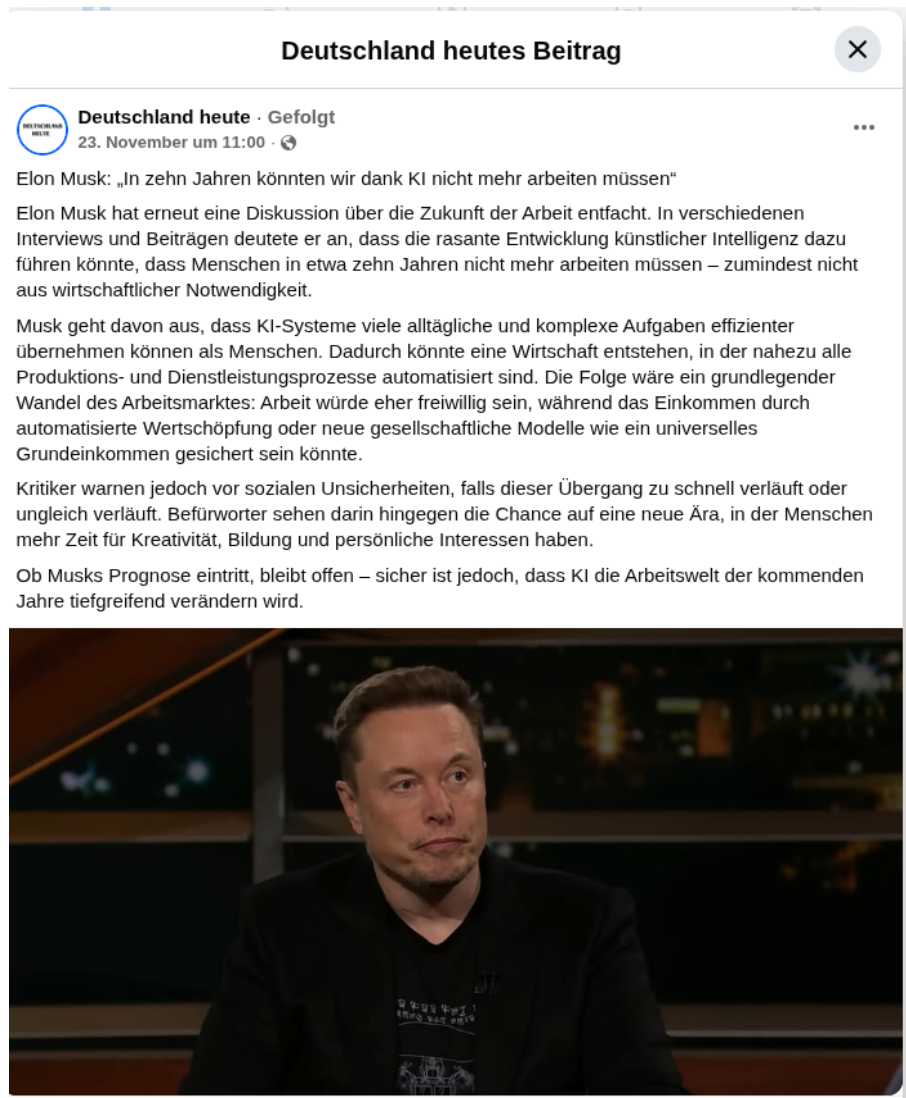 Deutschland heutes Beitrag
DEUTSCHLAND
HEUTE
Deutschland heute · Gefolgt
23. November um 11:00 ·
Elon Musk: „In zehn Jahren könnten wir dank KI nicht mehr arbeiten müssen“
Elon Musk hat erneut eine Diskussion über die Zukunft der Arbeit entfacht. In verschiedenen
Interviews und Beiträgen deutete er an, dass die rasante Entwicklung künstlicher Intelligenz dazu
führen könnte, dass Menschen in etwa zehn Jahren nicht mehr arbeiten müssen – zumindest nicht
aus wirtschaftlicher Notwendigkeit.
Musk geht davon aus, dass KI-Systeme viele alltägliche und komplexe Aufgaben effizienter
übernehmen können als Menschen. Dadurch könnte eine Wirtschaft entstehen, in der nahezu alle
Produktions- und Dienstleistungsprozesse automatisiert sind. Die Folge wäre ein grundlegender
Wandel des Arbeitsmarktes: Arbeit würde eher freiwillig sein, während das Einkommen durch
automatisierte Wertschöpfung oder neue gesellschaftliche Modelle wie ein universelles
Grundeinkommen gesichert sein könnte.
Kritiker warnen jedoch vor sozialen Unsicherheiten, falls dieser Übergang zu schnell verläuft oder
ungleich verläuft. Befürworter sehen darin hingegen die Chance auf eine neue Ära, in der Menschen
mehr Zeit für Kreativität, Bildung und persönliche Interessen haben.
Ob Musks Prognose eintritt, bleibt offen – sicher ist jedoch, dass KI die Arbeitswelt der kommenden
Jahre tiefgreifend verändern wird.